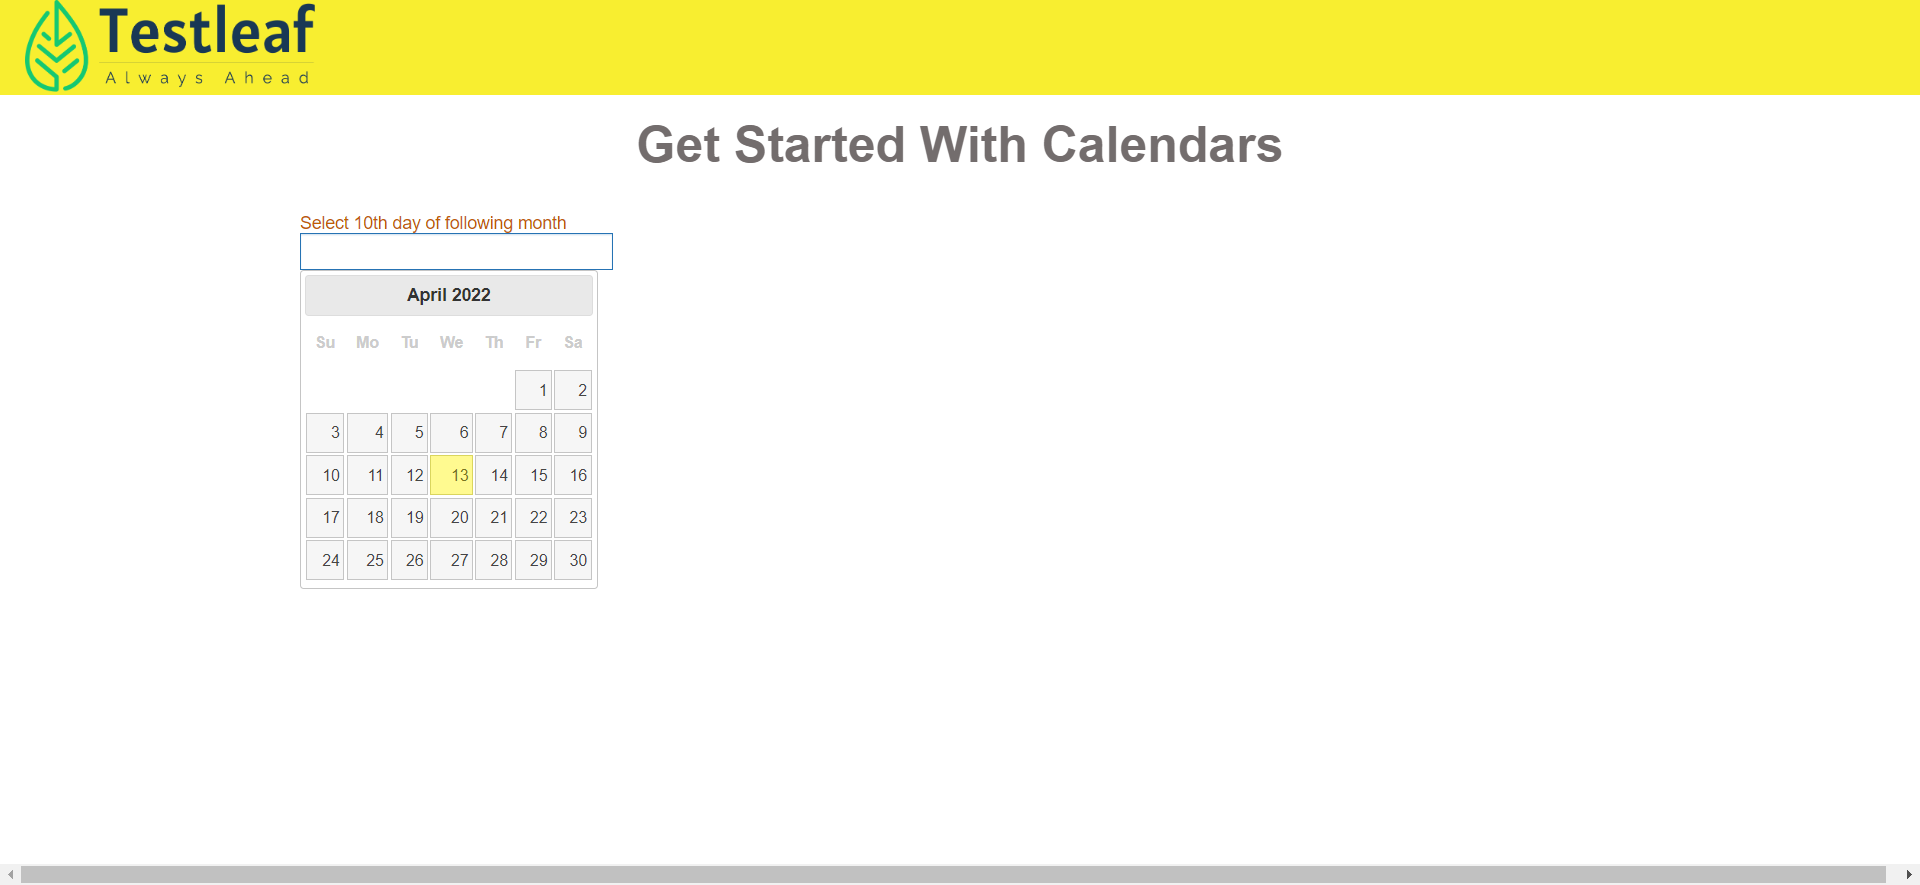 Testleaf
Always Ahead
Get Started With Calendars
Select 10th day of following month
April 2022
Su Mo Tu We Th Fr Sa
1 2
3 4 5 6 7 8 9
10 11 12 13 14 15 16
17 18 19 20 21 22 23
24 25 26 27 28 29 30